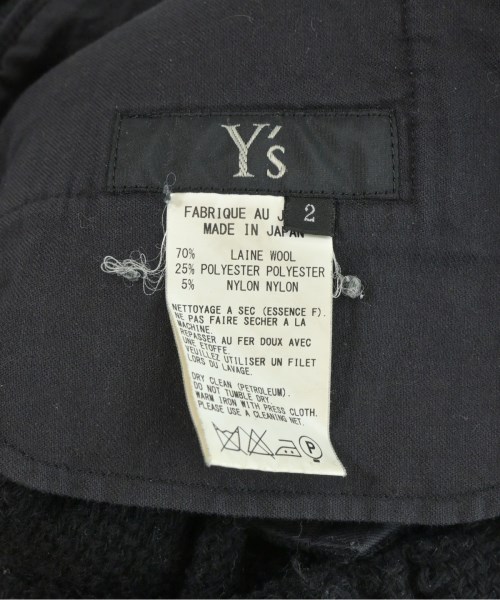 Y's
2
FABRIQUE AU J
MADE IN JAPAN
70% LAINE WOOL
25% POLYESTER POLYESTER
5% NYLON NYLON
NETTOYAGE A SEC (ESSENCE F).
NE PAS FAIRE SECHER A LA
MACHINE.
REPASSER AU FER DOUX AVEC
UNE ETOFFE.
VEUILLEZ UTILISER UN FILET
LORS DU LAVAGE.
DRY CLEAN (PETROLEUM).
DO NOT TUMBLE DRY.
WARM IRON WITH PRESS CLOTH.
PLEASE USE A CLEANING NET.
P